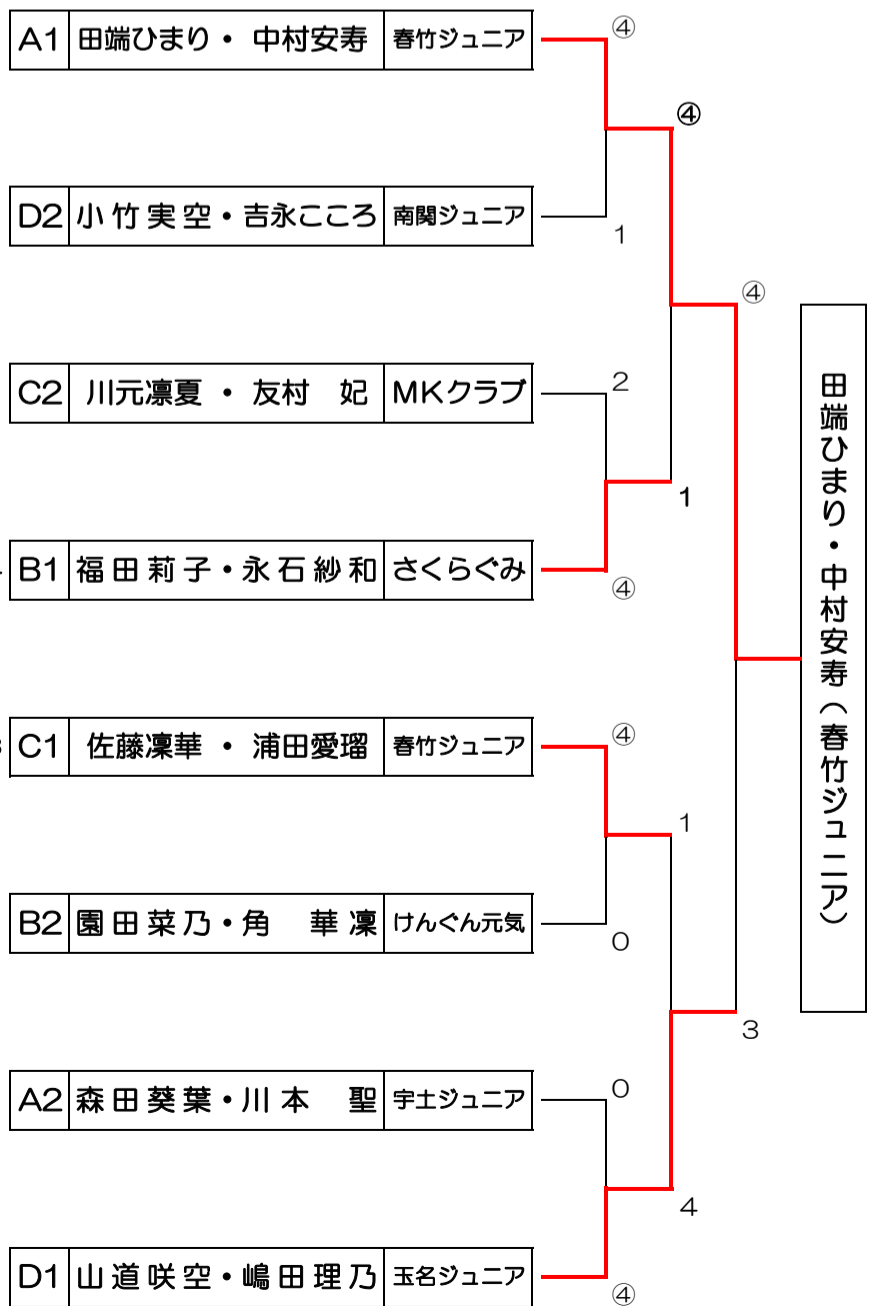 A1 田端ひまり・ 中村安寿 春竹ジュニア
④
④
D2 小竹実空・吉永こころ 南関ジュニア
1
④
C2 川元凛夏 ・ 友村　妃 MKクラブ
2
1
B1 福田莉子・永石紗和 さくらぐみ
④
C1 佐藤凜華 ・ 浦田愛瑠 春竹ジュニア
④
1
B2 園田菜乃・角　華凜 けんぐん元気
0
3
A2 森田葵葉・川本　聖 宇土ジュニア
0
4
D1 山道咲空・嶋田理乃 玉名ジュニア
④
田端ひまり・中村安寿（春竹ジュニア）